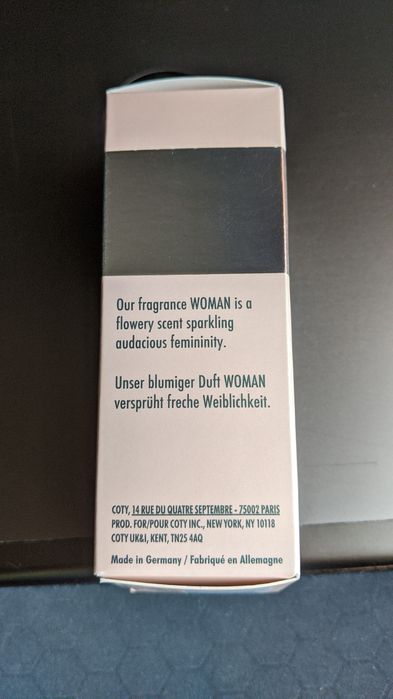 Our fragrance WOMAN is a
flowery scent sparkling
audacious femininity.
Unser blumiger Duft WOMAN
versprüht freche Weiblichkeit.
COTY, 14 RUE DU QUATRE SEPTEMBRE - 75002 PARIS
PROD. FOR/POUR COTY INC., NEW YORK, NY 10118
COTY UK&I, KENT, TN25 4AQ
Made in Germany / Fabriqué en Allemagne